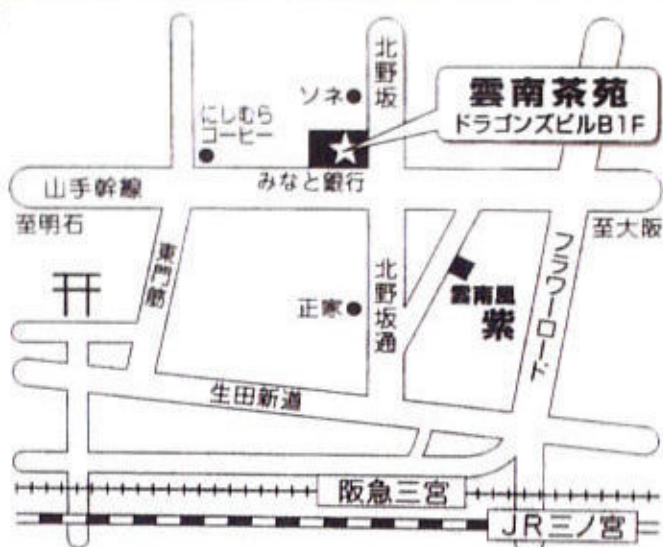 北野坂
ソネ
雲南茶苑
ドラゴンズビルB1F
にしむら
コーヒー
山手幹線
みなと銀行
至明石
至大阪
東門筋
北野坂通
フラワーロード
雲南風
紫
正家
生田新道
阪急三宮
JR三ノ宮